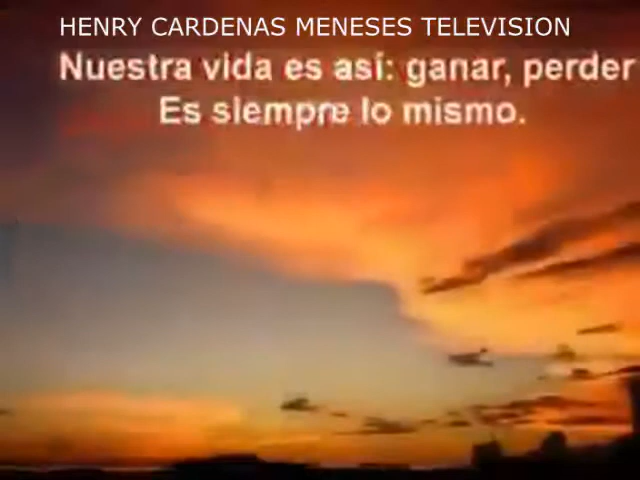 HENRY CARDENAS MENESES TELEVISION
Nuestra vida es así: ganar, perder
Es siempre lo mismo.